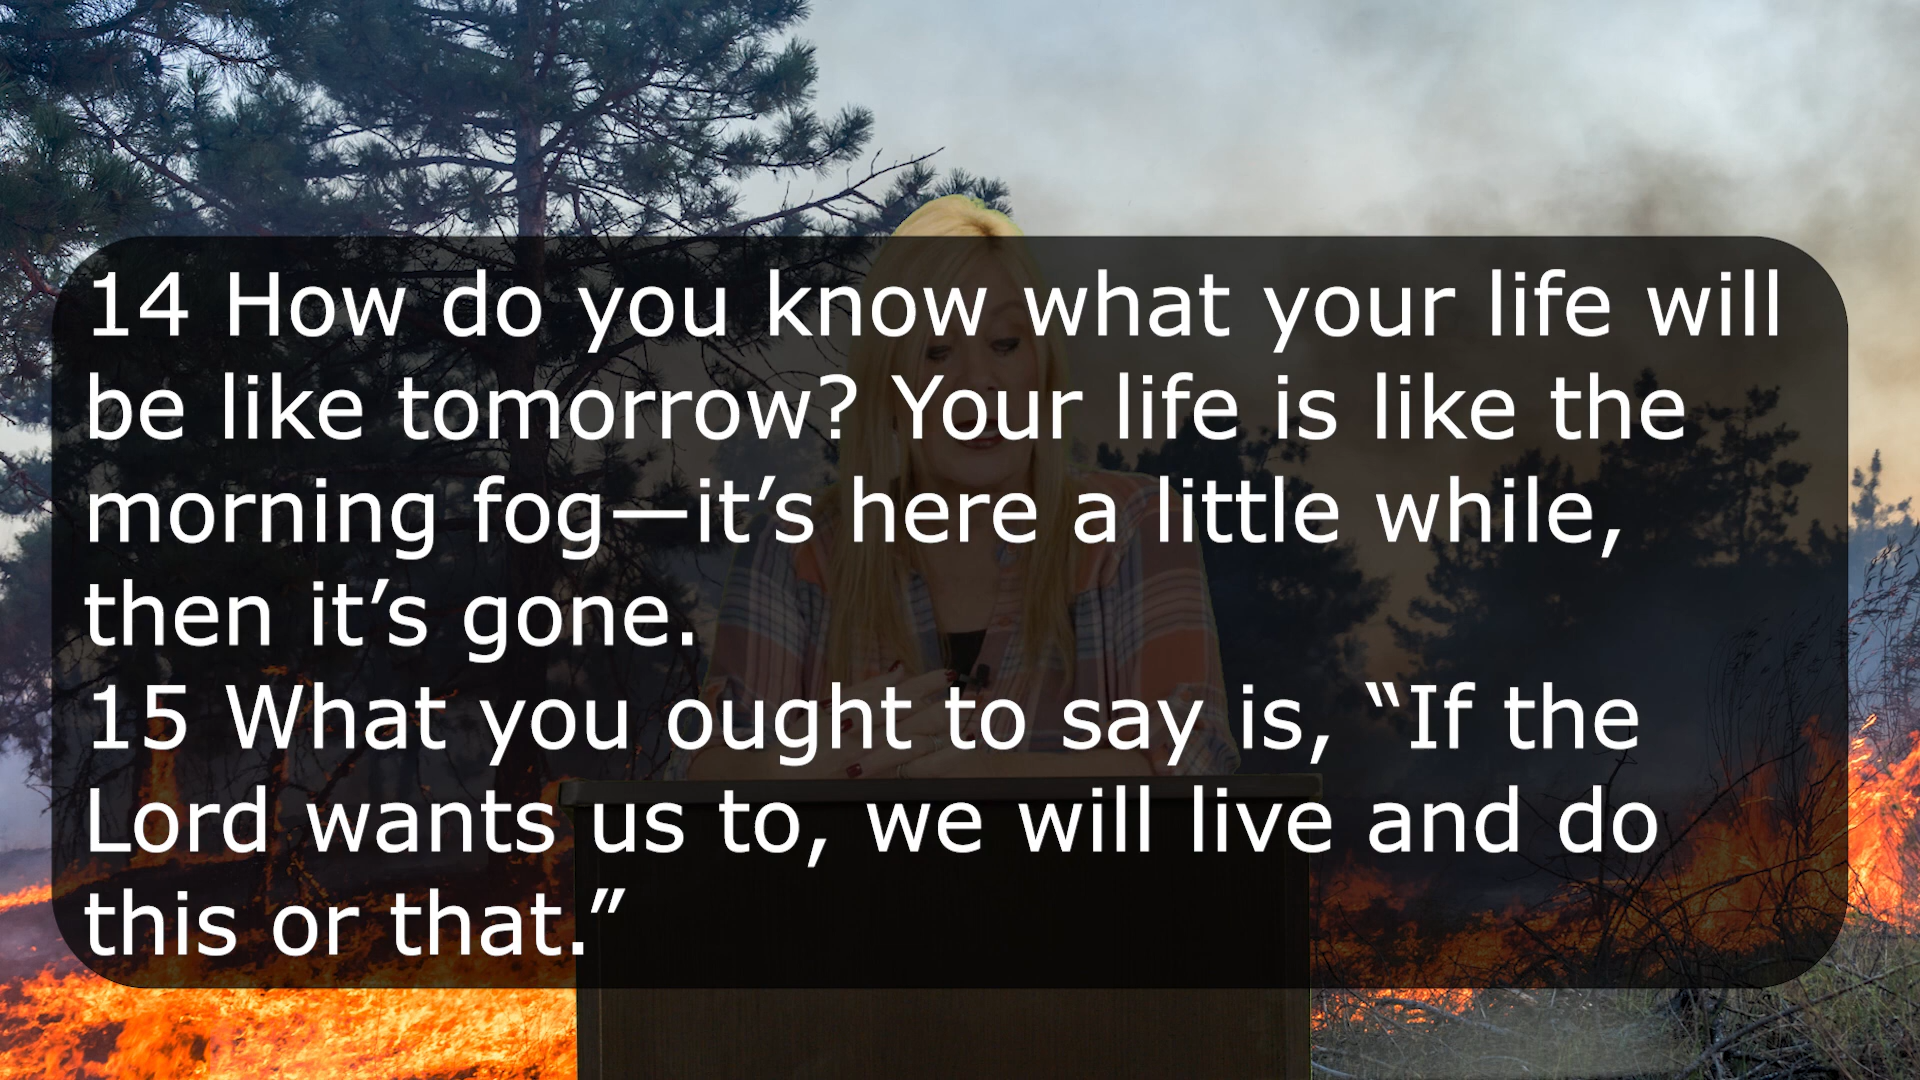 14 How do you know what your life will
be like tomorrow? Your life is like the
morning fog—it’s here a little while,
then it’s gone.
15 What you ought to say is, “If the
Lord wants us to, we will live and do
this or that.”